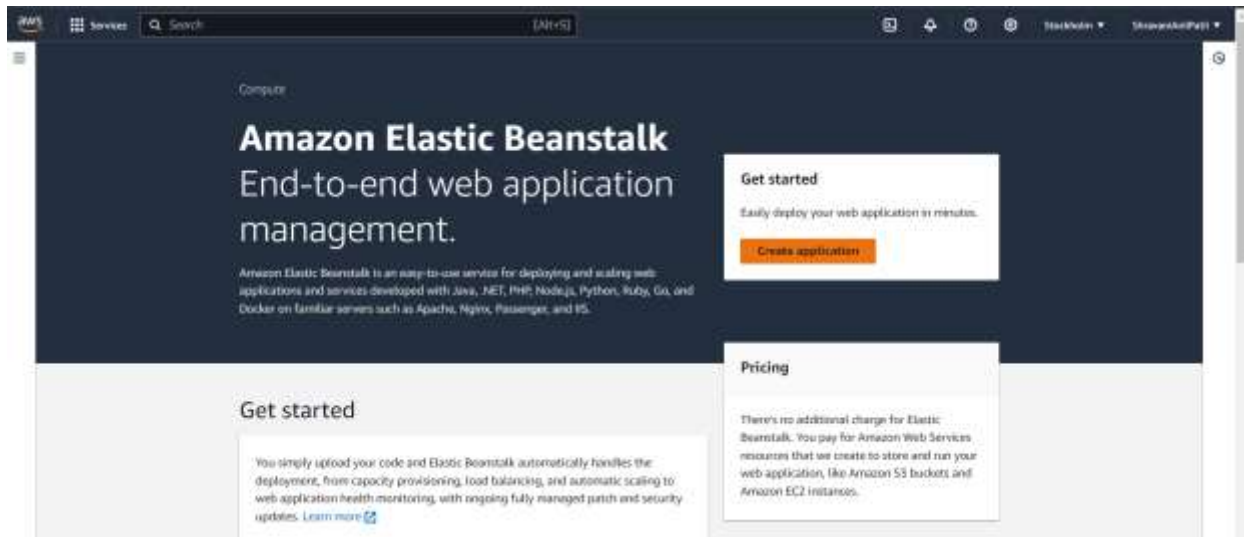 aws
Services
Search
[Alt+S]
Stockholm
Compute
Amazon Elastic Beanstalk
End-to-end web application
management.
Amazon Elastic Beanstalk is an easy-to-use service for deploying and scaling web
applications and services developed with Java, .NET, PHP, Node.js, Python, Ruby, Go, and
Docker on familiar servers such as Apache, Nginx, Passenger, and IIS.
Get started
Easily deploy your web application in minutes.
Create application
Pricing
There's no additional charge for Elastic
Beanstalk. You pay for Amazon Web Services
resources that we create to store and run your
web application, like Amazon S3 buckets and
Amazon EC2 instances.
Get started
You simply upload your code and Elastic Beanstalk automatically handles the
deployment, from capacity provisioning, load balancing, and automatic scaling to
web application health monitoring, with ongoing fully managed patch and security
updates. Learn more